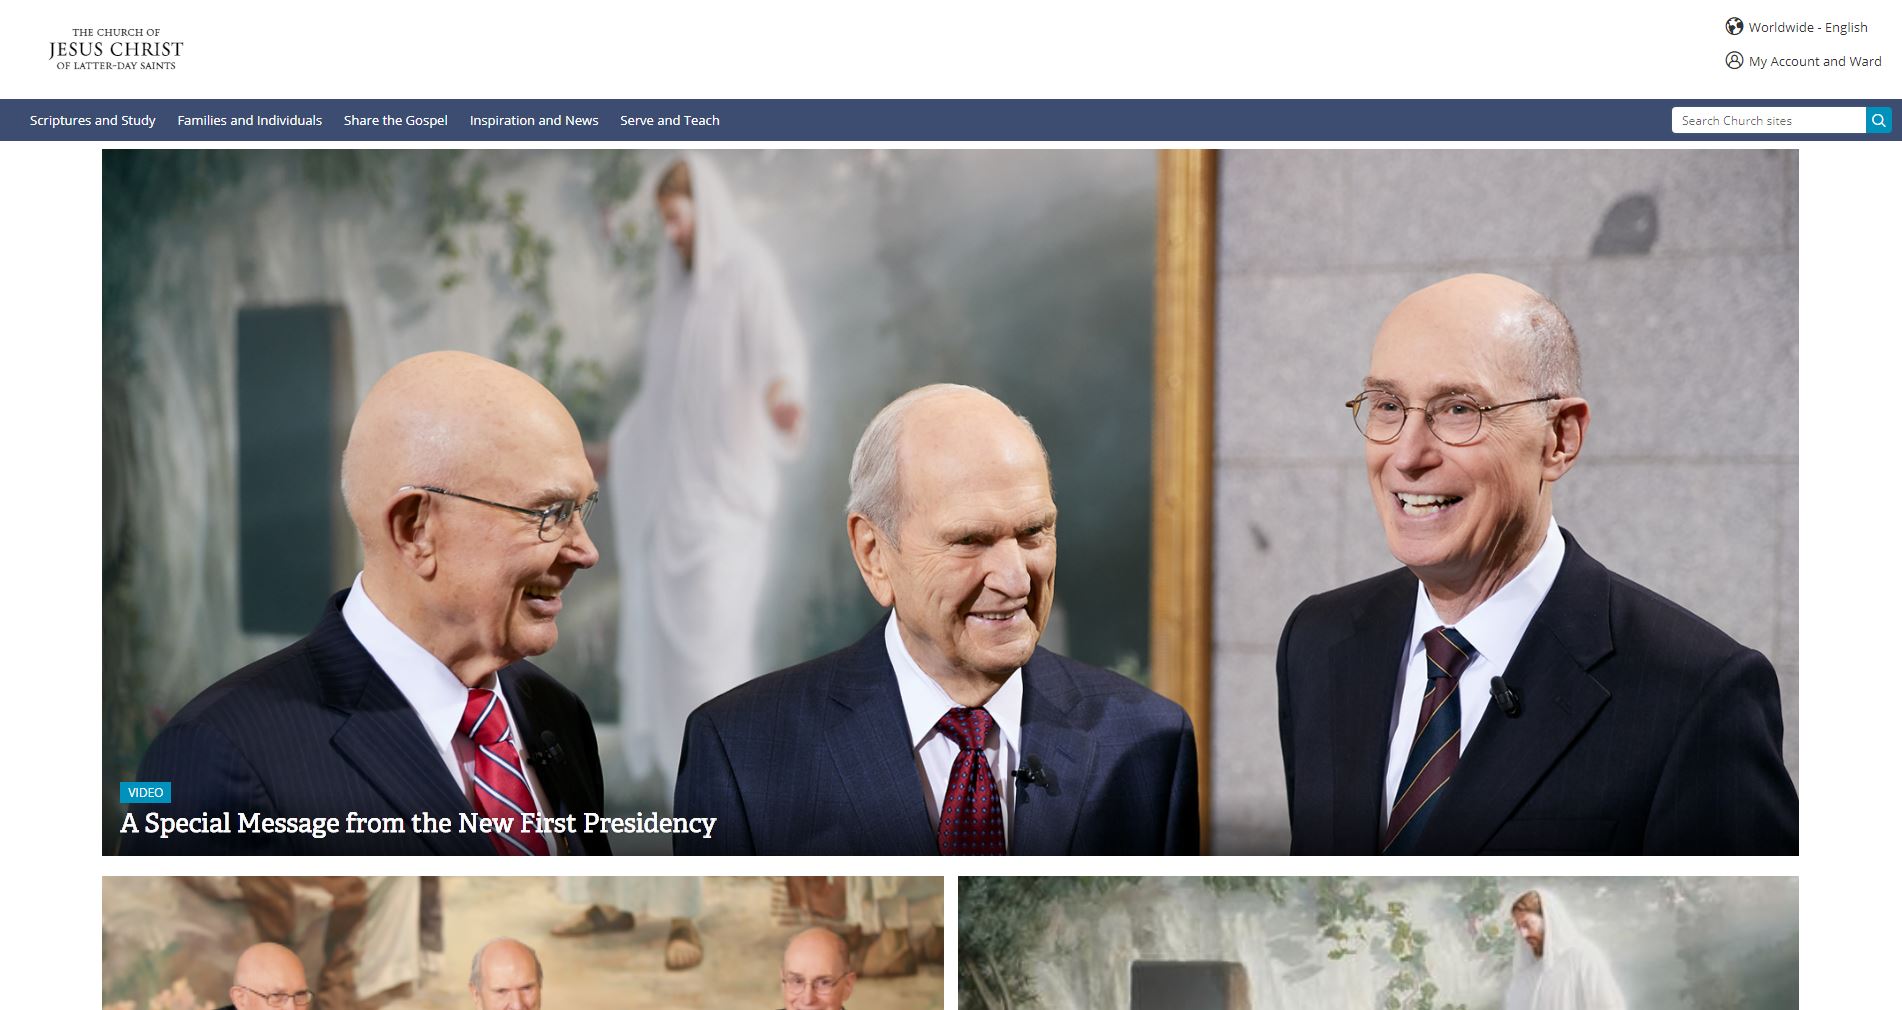 THE CHURCH OF
JESUS CHRIST
OF LATTER-DAY SAINTS
Worldwide - English
My Account and Ward
Scriptures and Study
Families and Individuals
Share the Gospel
Inspiration and News
Serve and Teach
Search Church sites
VIDEO
A Special Message from the New First Presidency